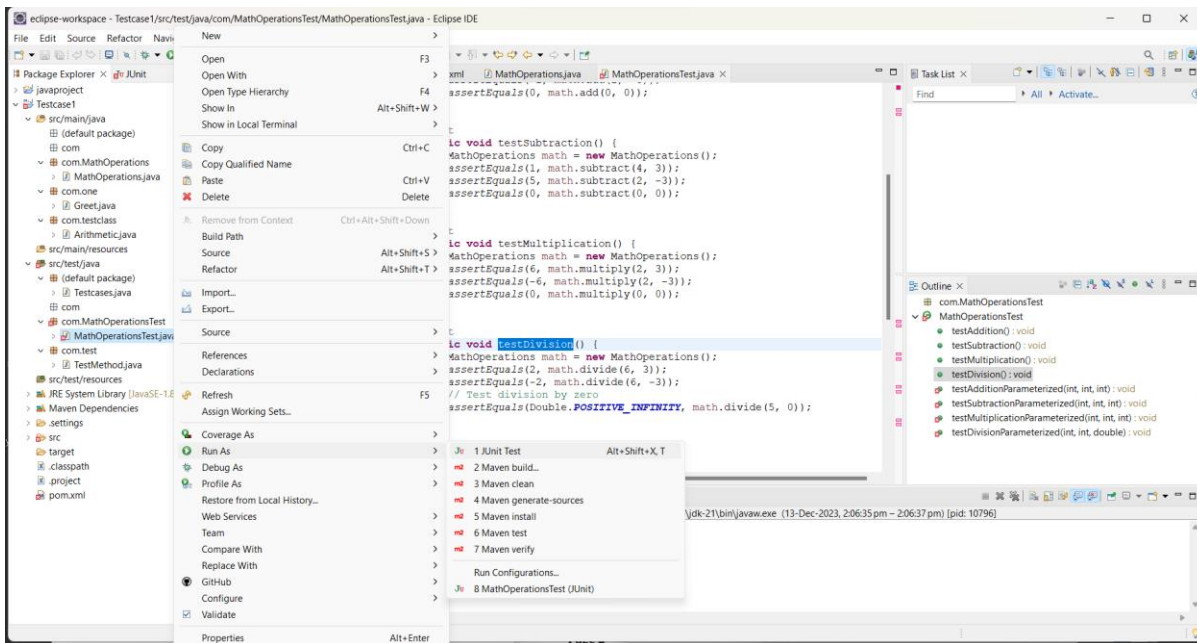 eclipse-workspace - Testcase1/src/test/java/com/MathOperationsTest/MathOperationsTest.java - Eclipse IDE
File Edit Source Refactor
Package Explorer × JUnit
javaproject
Testcase1
src/main/java
(default package)
com
com.MathOperations
MathOperations.java
com.one
Greet.java
com.testclass
Arithmetic.java
src/main/resources
src/test/java
(default package)
Testcases.java
com
com.MathOperationsTest
MathOperationsTest.java
com.test
TestMethod.java
src/test/resources
JRE System Library [JavaSE-1.8
Maven Dependencies
.settings
src
target
.classpath
.project
pom.xml
New >
Open F3
Open With >
Open Type Hierarchy F4
Show In Alt+Shift+W >
Show in Local Terminal >
Copy Ctrl+C
Copy Qualified Name
Paste Ctrl+V
Delete Delete
Remove from Context Ctrl+Alt+Shift+Down
Build Path >
Source Alt+Shift+S >
Refactor Alt+Shift+T >
Import...
Export...
Source >
References >
Declarations >
Refresh F5
Assign Working Sets...
Coverage As >
Run As >
Debug As >
Profile As >
Restore from Local History...
Web Services >
Team >
Compare With >
Replace With >
GitHub >
Configure >
Validate
Properties Alt+Enter
1 JUnit Test Alt+Shift+X, T
2 Maven build...
3 Maven clean
4 Maven generate-sources
5 Maven install
6 Maven test
7 Maven verify
Run Configurations...
8 MathOperationsTest (JUnit)
xml MathOperations.java MathOperationsTest.java ×
assertEquals(0, math.add(0, 0));
ic void testSubtraction() {
MathOperations math = new MathOperations();
assertEquals(1, math.subtract(4, 3));
assertEquals(5, math.subtract(2, -3));
assertEquals(0, math.subtract(0, 0));
ic void testMultiplication() {
MathOperations math = new MathOperations();
assertEquals(6, math.multiply(2, 3));
assertEquals(-6, math.multiply(2, -3));
assertEquals(0, math.multiply(0, 0));
ic void testDivision() {
MathOperations math = new MathOperations();
assertEquals(2, math.divide(6, 3));
assertEquals(-2, math.divide(6, -3));
// Test division by zero
assertEquals(Double.POSITIVE_INFINITY, math.divide(5, 0));
\jdk-21\bin\javaw.exe (13-Dec-2023, 2:06:35 pm – 2:06:37 pm) [pid: 10796]
Task List ×
Find All Activate...
Outline ×
com.MathOperationsTest
MathOperationsTest
testAddition() : void
testSubtraction() : void
testMultiplication() : void
testDivision() : void
testAdditionParameterized(int, int, int) : void
testSubtractionParameterized(int, int, int) : void
testMultiplicationParameterized(int, int, int) : void
testDivisionParameterized(int, int, double) : void